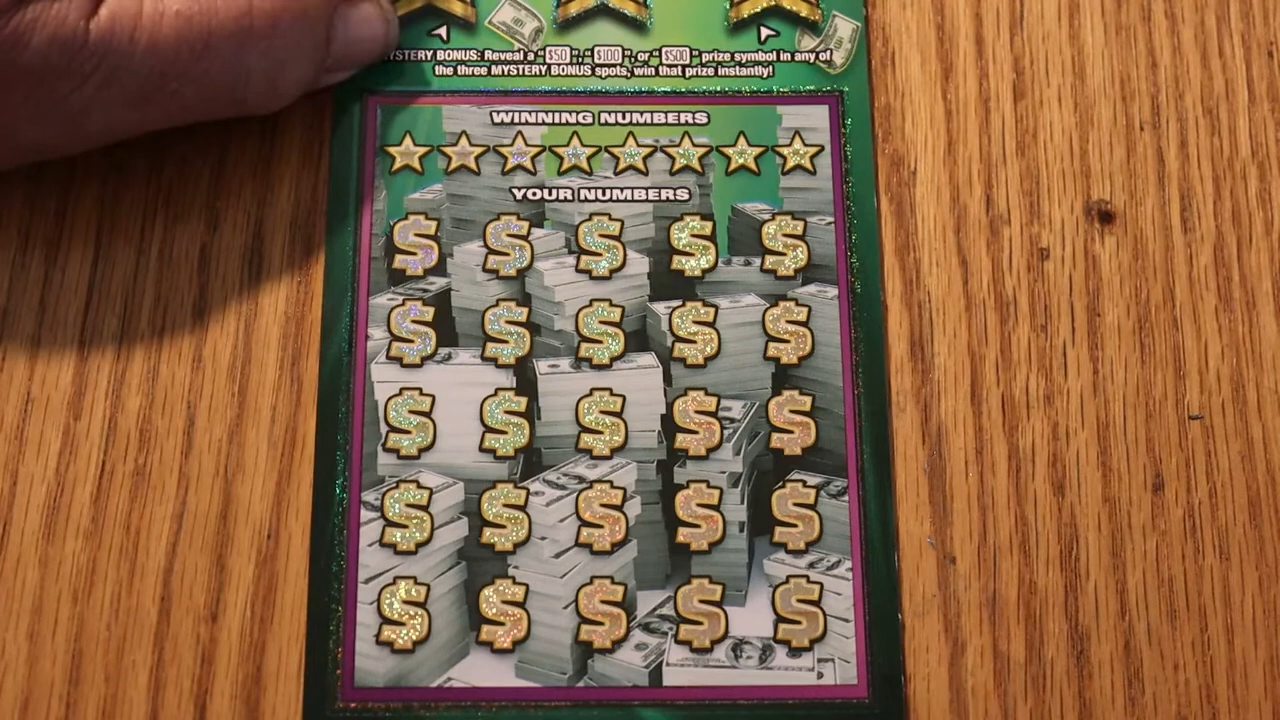 YSTERY BONUS: Reveal a "$50", "$100", or "$500" prize symbol in any of
the three MYSTERY BONUS spots, win that prize instantly!
WINNING NUMBERS
YOUR NUMBERS
$ $ $ $ $
$ $ $ $ $
$ $ $ $ $
$ $ $ $ $
$ $ $ $ $